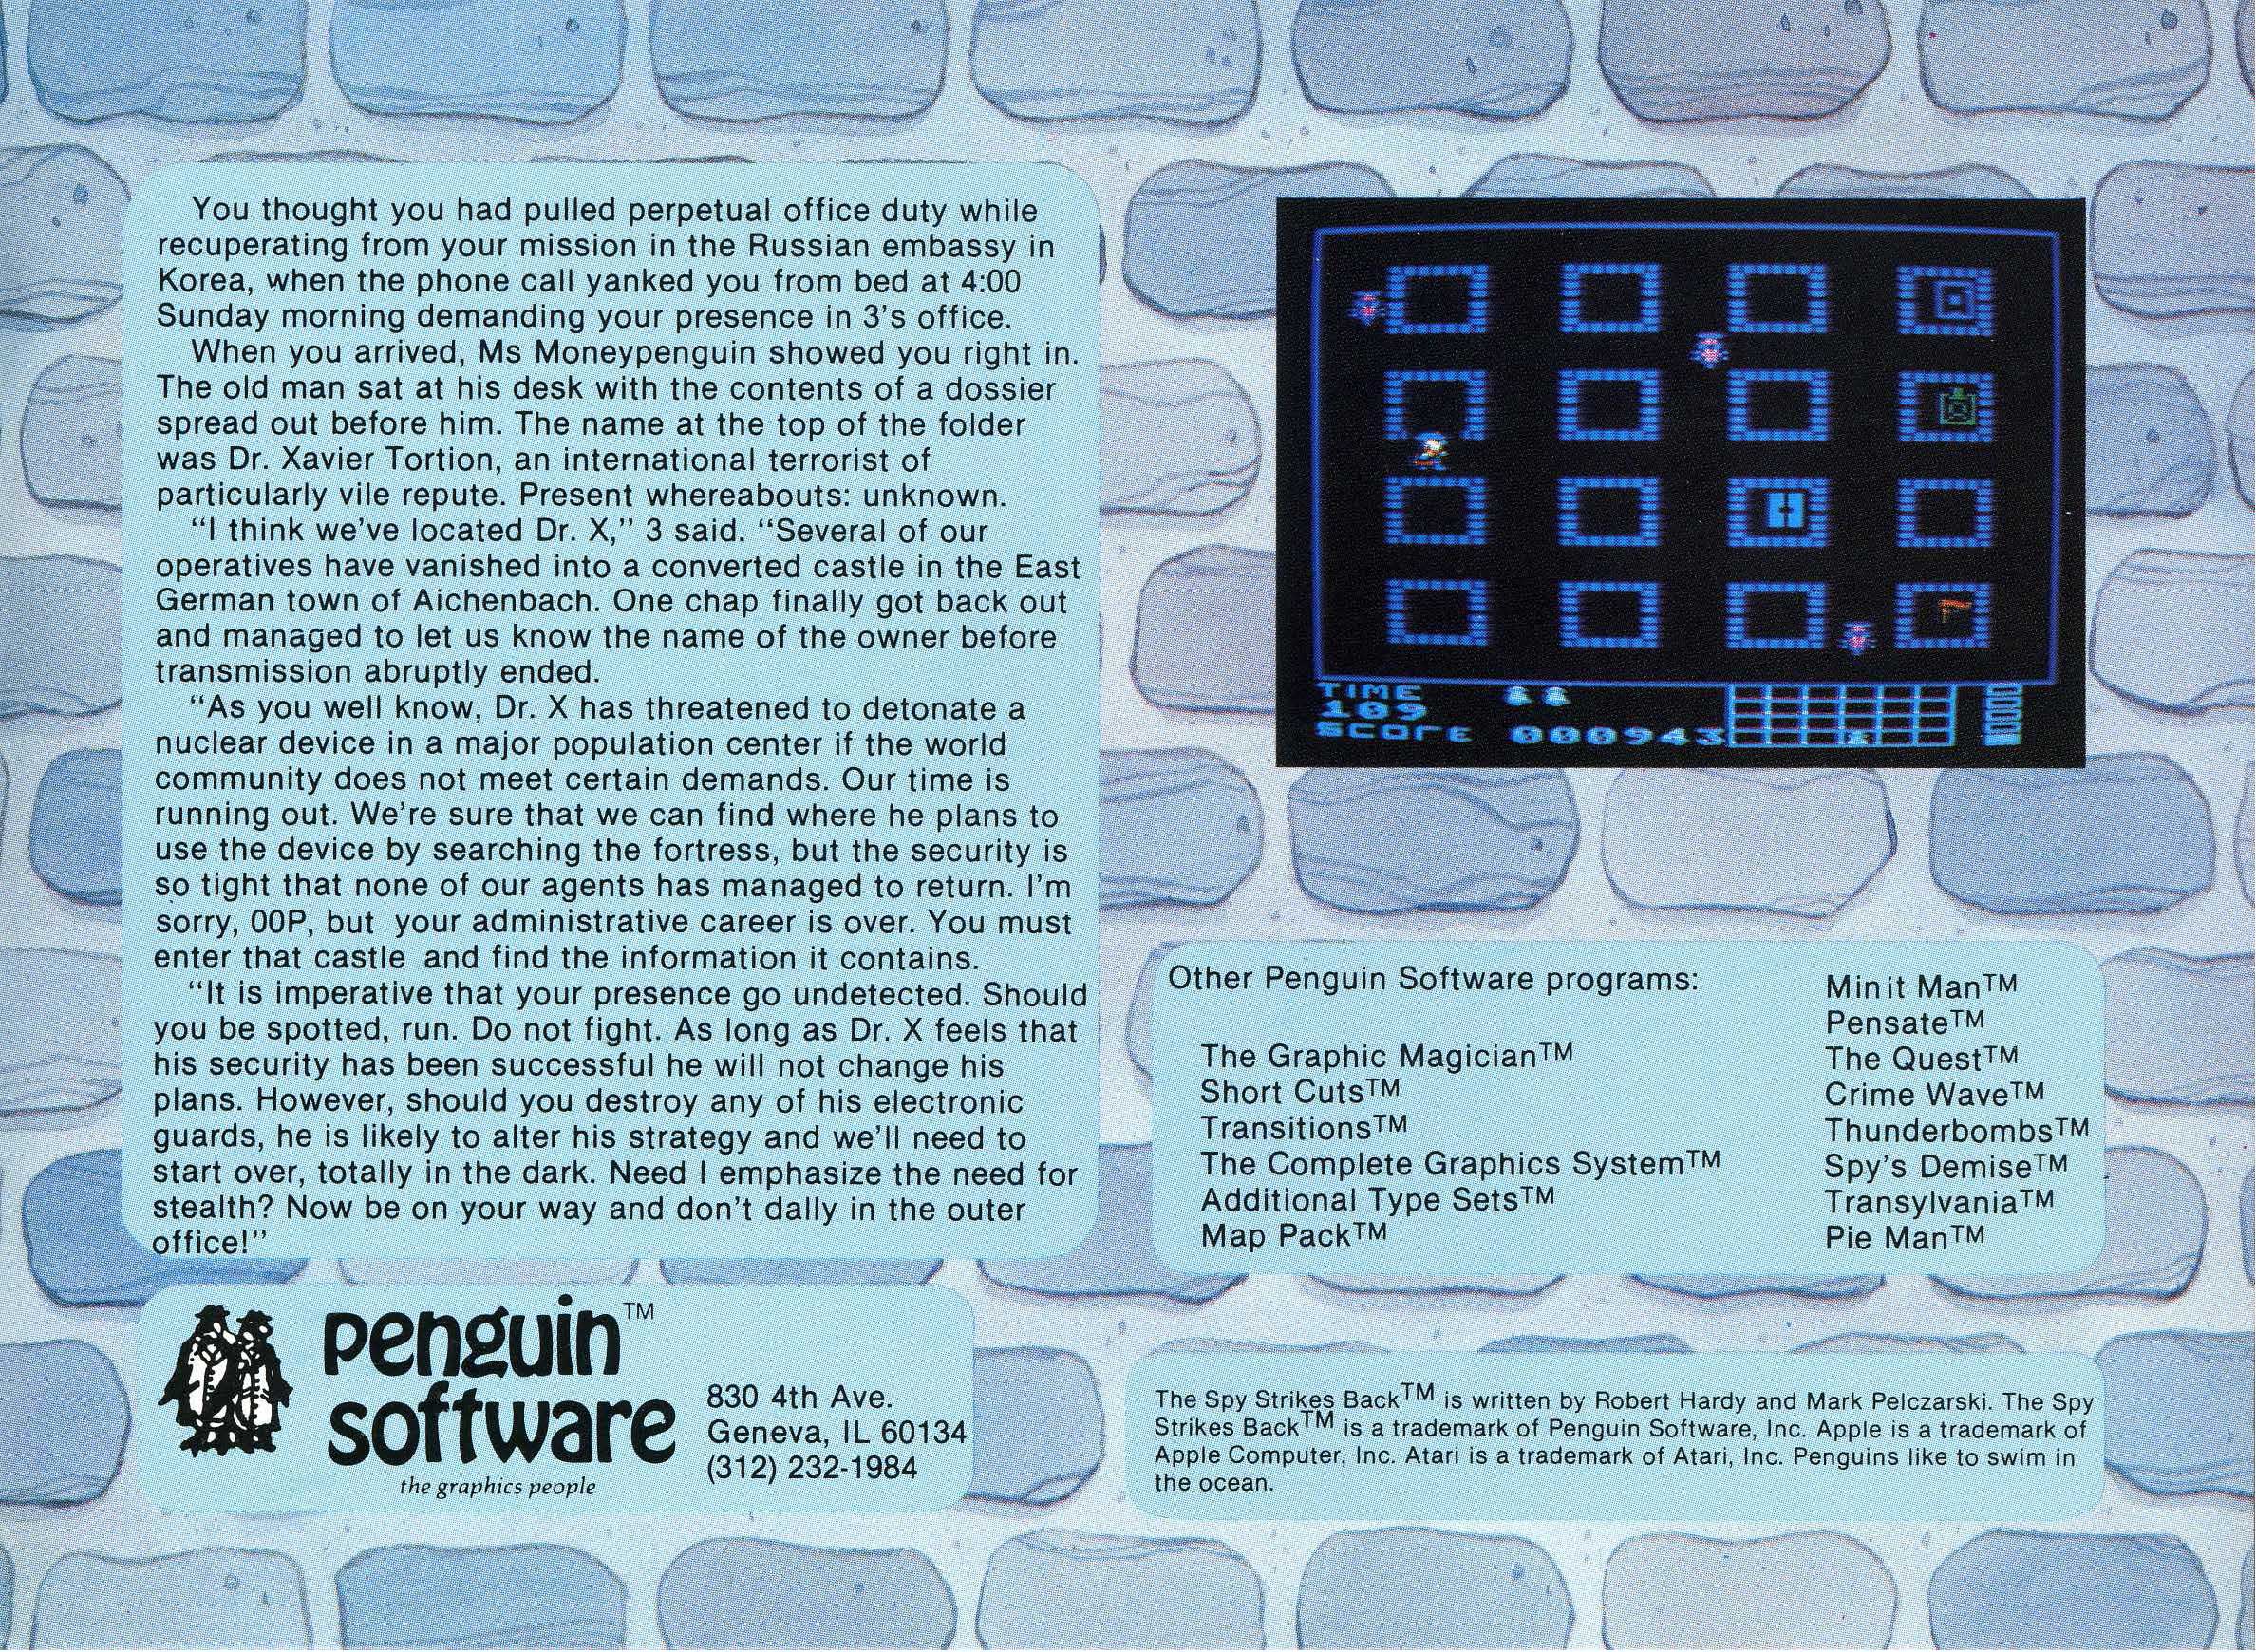 You thought you had pulled perpetual office duty while
recuperating from your mission in the Russian embassy in
Korea, when the phone call yanked you from bed at 4:00
Sunday morning demanding your presence in 3's office.
When you arrived, Ms Moneypenguin showed you right in.
The old man sat at his desk with the contents of a dossier
spread out before him. The name at the top of the folder
was Dr. Xavier Tortion, an international terrorist of
particularly vile repute. Present whereabouts: unknown.
“I think we've located Dr. X,” 3 said. “Several of our
operatives have vanished into a converted castle in the East
German town of Aichenbach. One chap finally got back out
and managed to let us know the name of the owner before
transmission abruptly ended.
“As you well know, Dr. X has threatened to detonate a
nuclear device in a major population center if the world
community does not meet certain demands. Our time is
running out. We're sure that we can find where he plans to
use the device by searching the fortress, but the security is
so tight that none of our agents has managed to return. I'm
sorry, 00P, but your administrative career is over. You must
enter that castle and find the information it contains.
“It is imperative that your presence go undetected. Should
you be spotted, run. Do not fight. As long as Dr. X feels that
his security has been successful he will not change his
plans. However, should you destroy any of his electronic
guards, he is likely to alter his strategy and we'll need to
start over, totally in the dark. Need I emphasize the need for
stealth? Now be on your way and don't dally in the outer
office!”
TIME
109
SCORE 000943
Other Penguin Software programs:
The Graphic Magician™
Short Cuts™
Transitions™
The Complete Graphics System™
Additional Type Sets™
Map Pack™
Minit Man™
Pensate™
The Quest™
Crime Wave™
Thunderbombs™
Spy's Demise™
Transylvania™
Pie Man™
penguin™
software
the graphics people
830 4th Ave.
Geneva, IL 60134
(312) 232-1984
The Spy Strikes Back™ is written by Robert Hardy and Mark Pelczarski. The Spy
Strikes Back™ is a trademark of Penguin Software, Inc. Apple is a trademark of
Apple Computer, Inc. Atari is a trademark of Atari, Inc. Penguins like to swim in
the ocean.